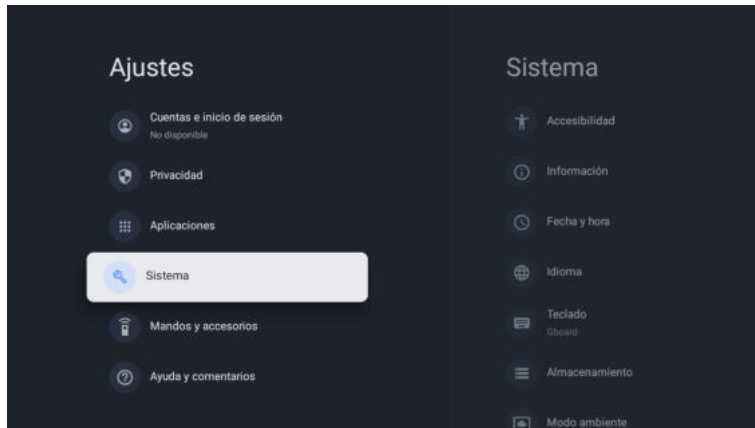 Ajustes
Cuentas e inicio de sesión
No disponible
Privacidad
Aplicaciones
Sistema
Mandos y accesorios
Ayuda y comentarios
Sistema
Accesibilidad
Información
Fecha y hora
Idioma
Teclado
Gboard
Almacenamiento
Modo ambiente